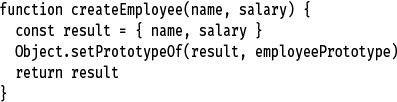 function createEmployee(name, salary) {
  const result = { name, salary }
  Object.setPrototypeOf(result, employeePrototype)
  return result
}